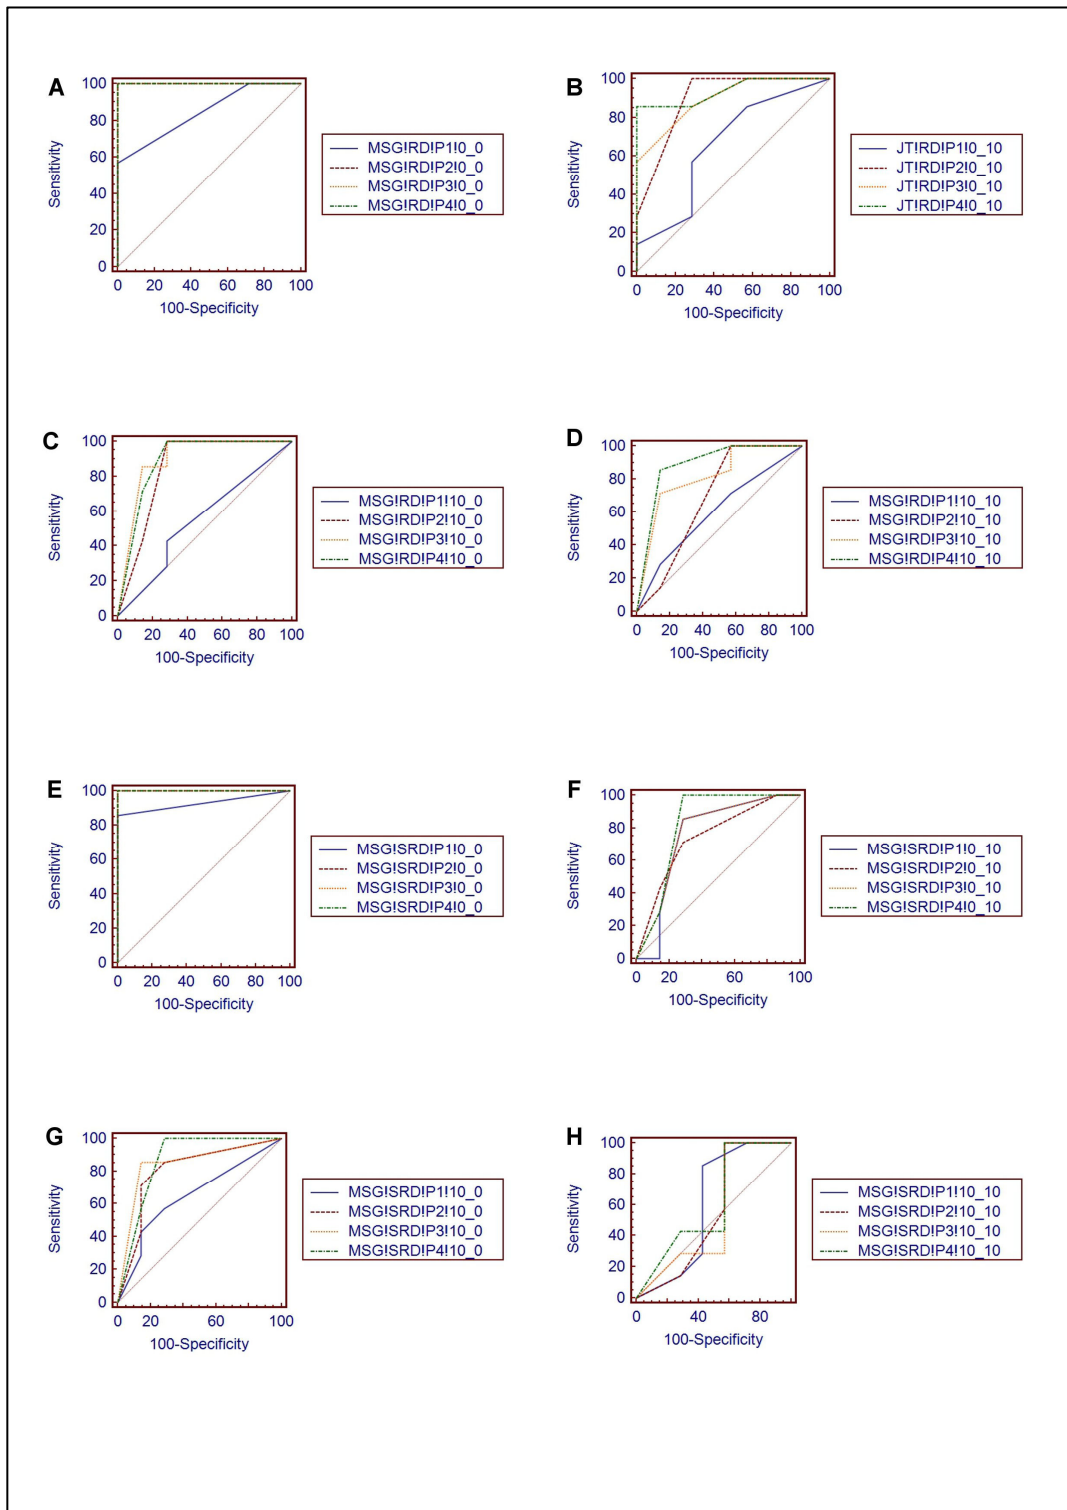 A
100
80
60
40
20
0
Sensitivity
0 20 40 60 80 100
100-Specificity
MSG!RD!P1!0_0
MSG!RD!P2!0_0
MSG!RD!P3!0_0
MSG!RD!P4!0_0
B
100
80
60
40
20
0
Sensitivity
0 20 40 60 80 100
100-Specificity
JT!RD!P1!0_10
JT!RD!P2!0_10
JT!RD!P3!0_10
JT!RD!P4!0_10
C
100
80
60
40
20
0
Sensitivity
0 20 40 60 80 100
100-Specificity
MSG!RD!P1!10_0
MSG!RD!P2!10_0
MSG!RD!P3!10_0
MSG!RD!P4!10_0
D
100
80
60
40
20
0
Sensitivity
0 20 40 60 80 100
100-Specificity
MSG!RD!P1!10_10
MSG!RD!P2!10_10
MSG!RD!P3!10_10
MSG!RD!P4!10_10
E
100
80
60
40
20
0
Sensitivity
0 20 40 60 80 100
100-Specificity
MSG!SRD!P1!0_0
MSG!SRD!P2!0_0
MSG!SRD!P3!0_0
MSG!SRD!P4!0_0
F
100
80
60
40
20
0
Sensitivity
0 20 60 100
100-Specificity
MSG!SRD!P1!0_10
MSG!SRD!P2!0_10
MSG!SRD!P3!0_10
MSG!SRD!P4!0_10
G
100
80
60
40
20
0
Sensitivity
0 20 60 100
100-Specificity
MSG!SRD!P1!10_0
MSG!SRD!P2!10_0
MSG!SRD!P3!10_0
MSG!SRD!P4!10_0
H
100
80
60
40
20
0
Sensitivity
0 40 80
100-Specificity
MSG!SRD!P1!10_10
MSG!SRD!P2!10_10
MSG!SRD!P3!10_10
MSG!SRD!P4!10_10